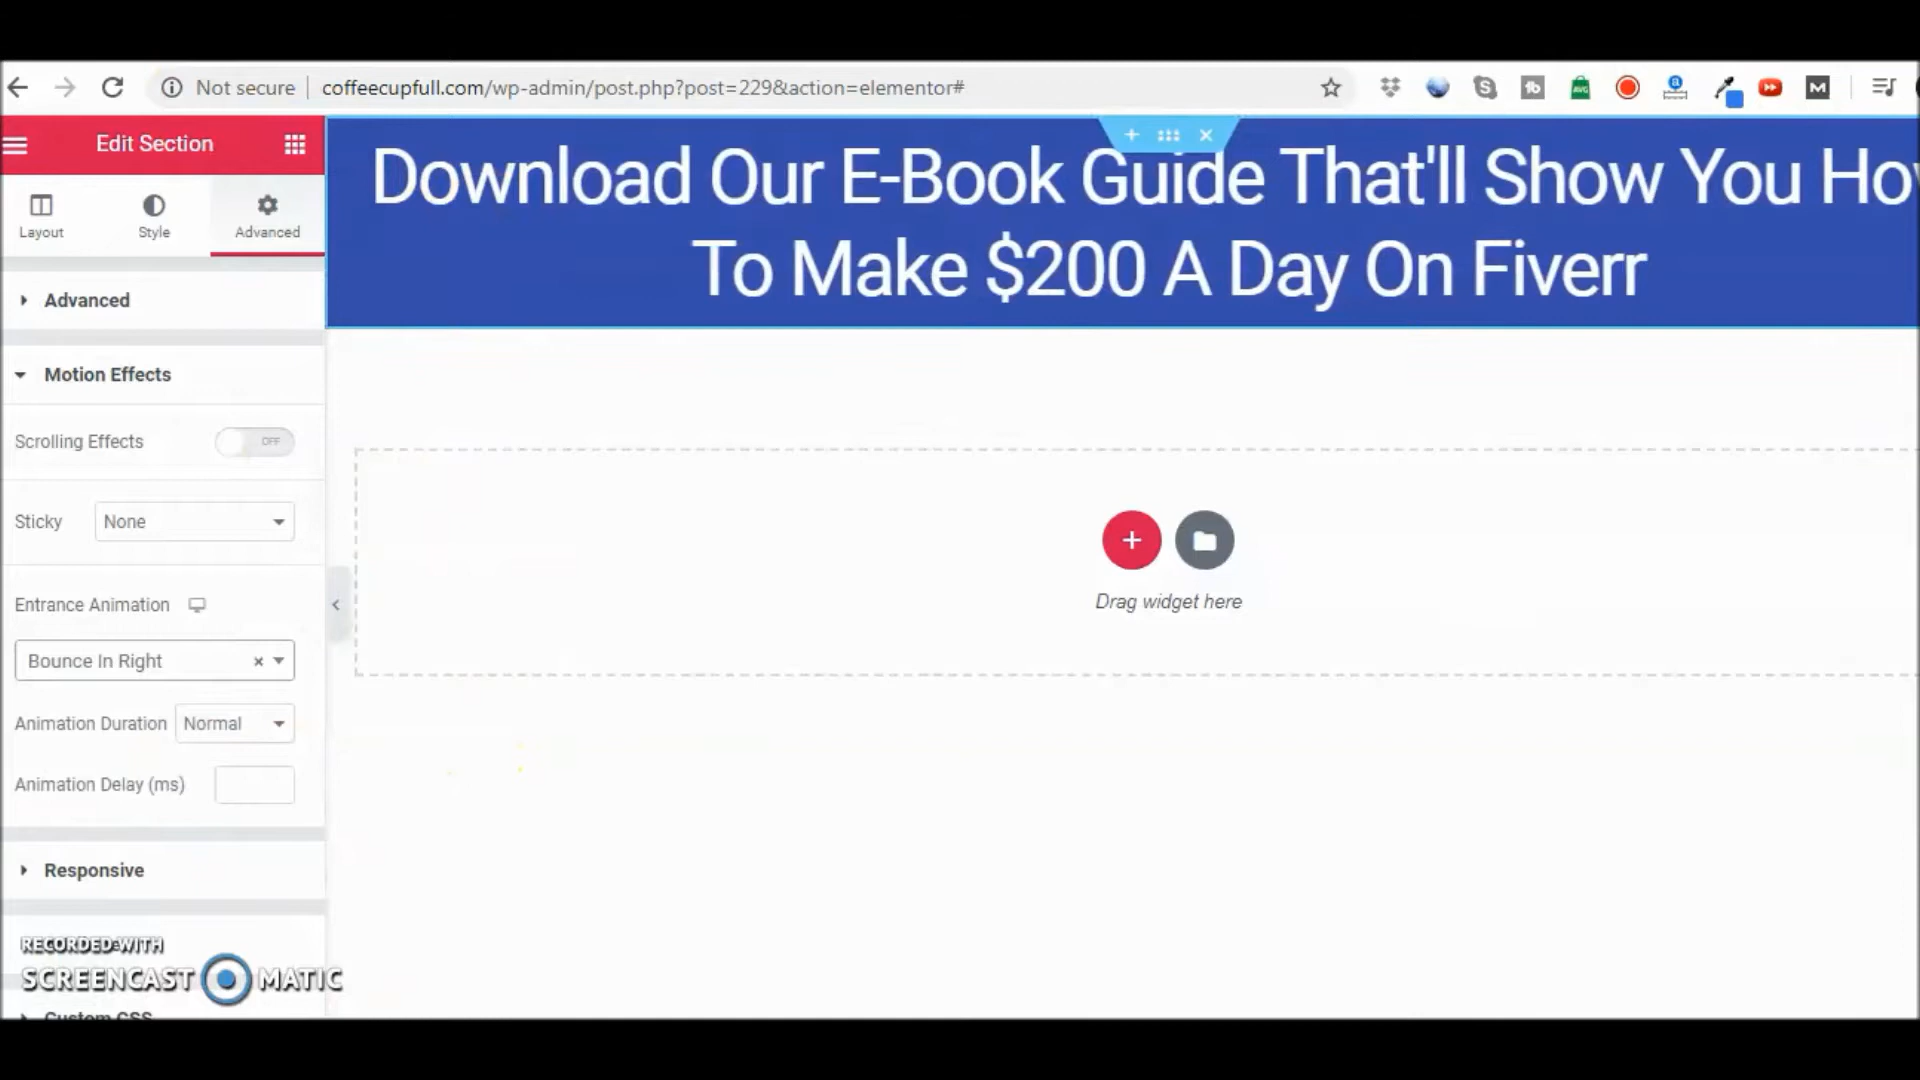 Not secure | coffeecupfull.com/wp-admin/post.php?post=229&action=elementor#
Edit Section
Layout
Style
Advanced
Advanced
Motion Effects
Scrolling Effects
OFF
Sticky
None
Entrance Animation
Bounce In Right
Animation Duration
Normal
Animation Delay (ms)
Responsive
RECORDED WITH
SCREENCAST MATIC
Custom CSS
Download Our E-Book Guide That'll Show You Ho
To Make $200 A Day On Fiverr
Drag widget here